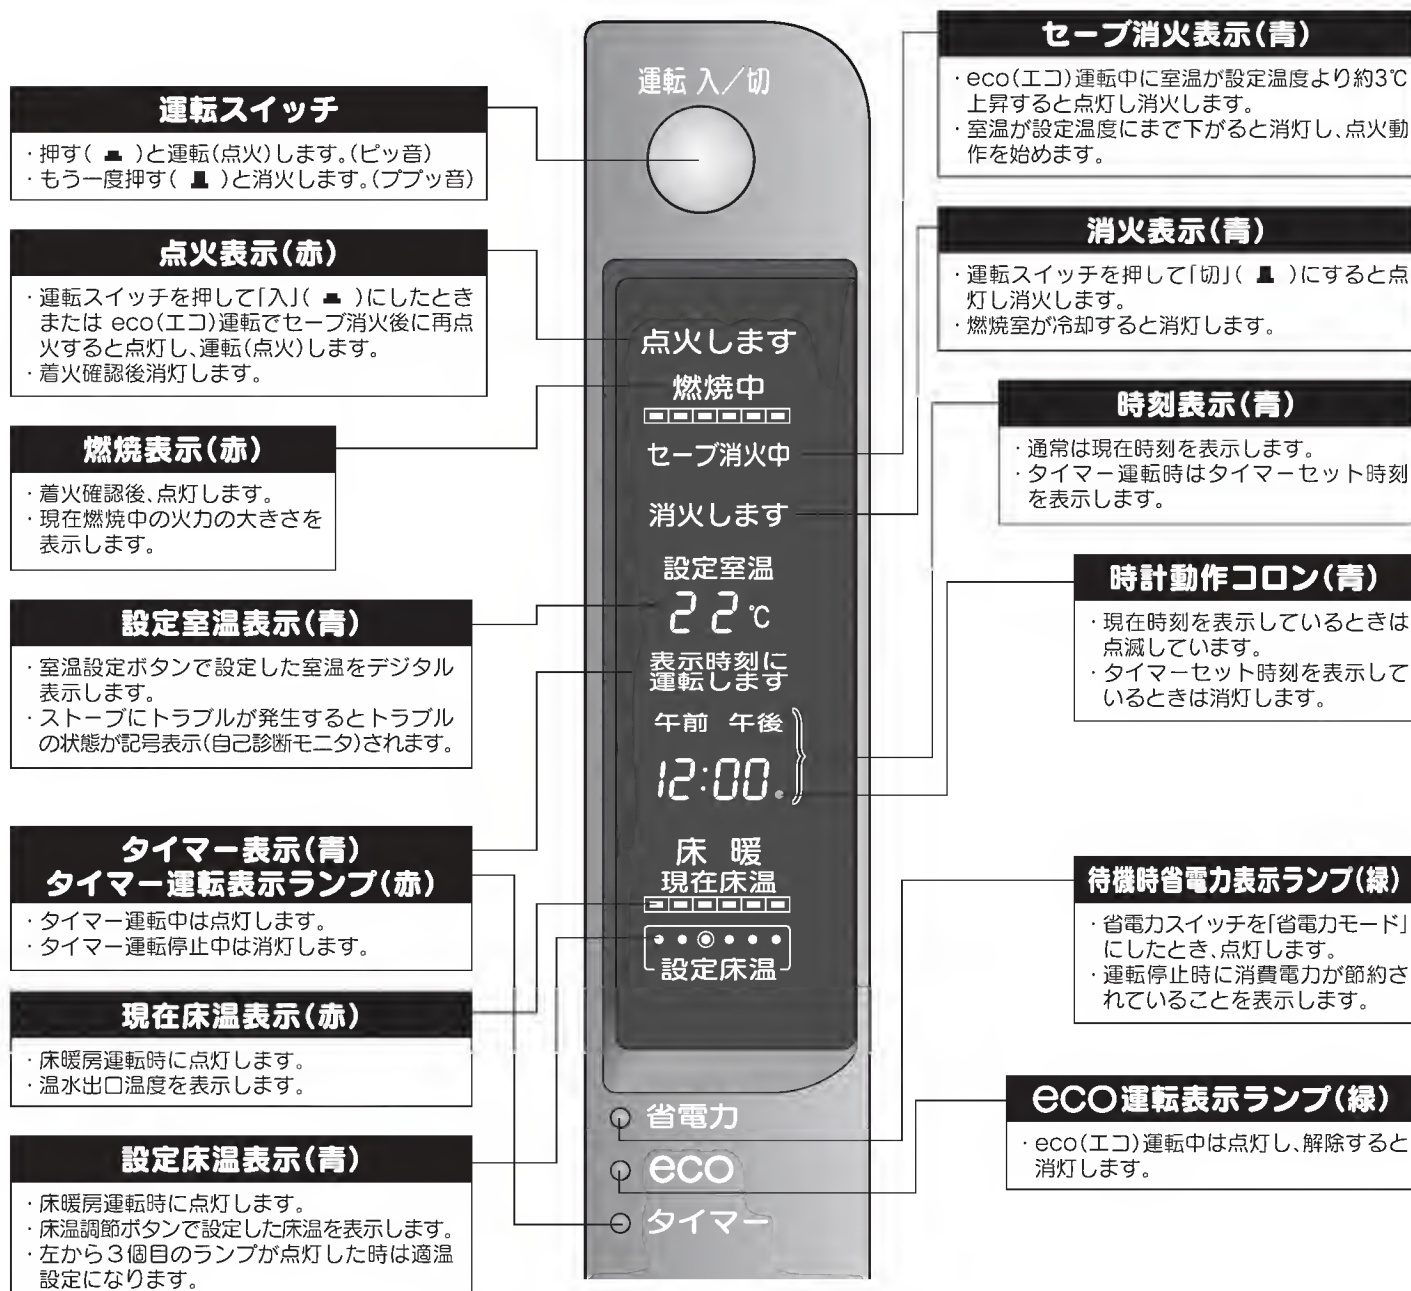 運転スイッチ
・押す( )と運転(点火)します。(ピッ音)
・もう一度押す( )と消火します。(ププッ音)
点火表示(赤)
・運転スイッチを押して「入」( )にしたとき
または eco(エコ)運転でセーブ消火後に再点
火すると点灯し、運転(点火)します。
・着火確認後消灯します。
燃焼表示(赤)
・着火確認後、点灯します。
・現在燃焼中の火力の大きさを
表示します。
設定室温表示(青)
・室温設定ボタンで設定した室温をデジタル
表示します。
・ストーブにトラブルが発生するとトラブル
の状態が記号表示(自己診断モニタ)されます。
タイマー表示(青)
タイマー運転表示ランプ(赤)
・タイマー運転中は点灯します。
・タイマー運転停止中は消灯します。
現在床温表示(赤)
・床暖房運転時に点灯します。
・温水出口温度を表示します。
設定床温表示(青)
・床暖房運転時に点灯します。
・床温調節ボタンで設定した床温を表示します。
・左から3個目のランプが点灯した時は適温
設定になります。
運転 入/切
点火します
燃焼中
セーブ消火中
消火します
設定室温
22℃
表示時刻に
運転します
午前 午後
12:00.
床 暖
現在床温
設定床温
省電力
eco
タイマー
セーブ消火表示(青)
・eco(エコ)運転中に室温が設定温度より約3℃
上昇すると点灯し消火します。
・室温が設定温度にまで下がると消灯し、点火動
作を始めます。
消火表示(青)
・運転スイッチを押して「切」( )にすると点
灯し消火します。
・燃焼室が冷却すると消灯します。
時刻表示(青)
・通常は現在時刻を表示します。
・タイマー運転時はタイマーセット時刻
を表示します。
時計動作コロン(青)
・現在時刻を表示しているときは
点滅しています。
・タイマーセット時刻を表示して
いるときは消灯します。
待機時省電力表示ランプ(緑)
・省電力スイッチを「省電力モード」
にしたとき、点灯します。
・運転停止時に消費電力が節約さ
れていることを表示します。
eco運転表示ランプ(緑)
・eco(エコ)運転中は点灯し、解除すると
消灯します。